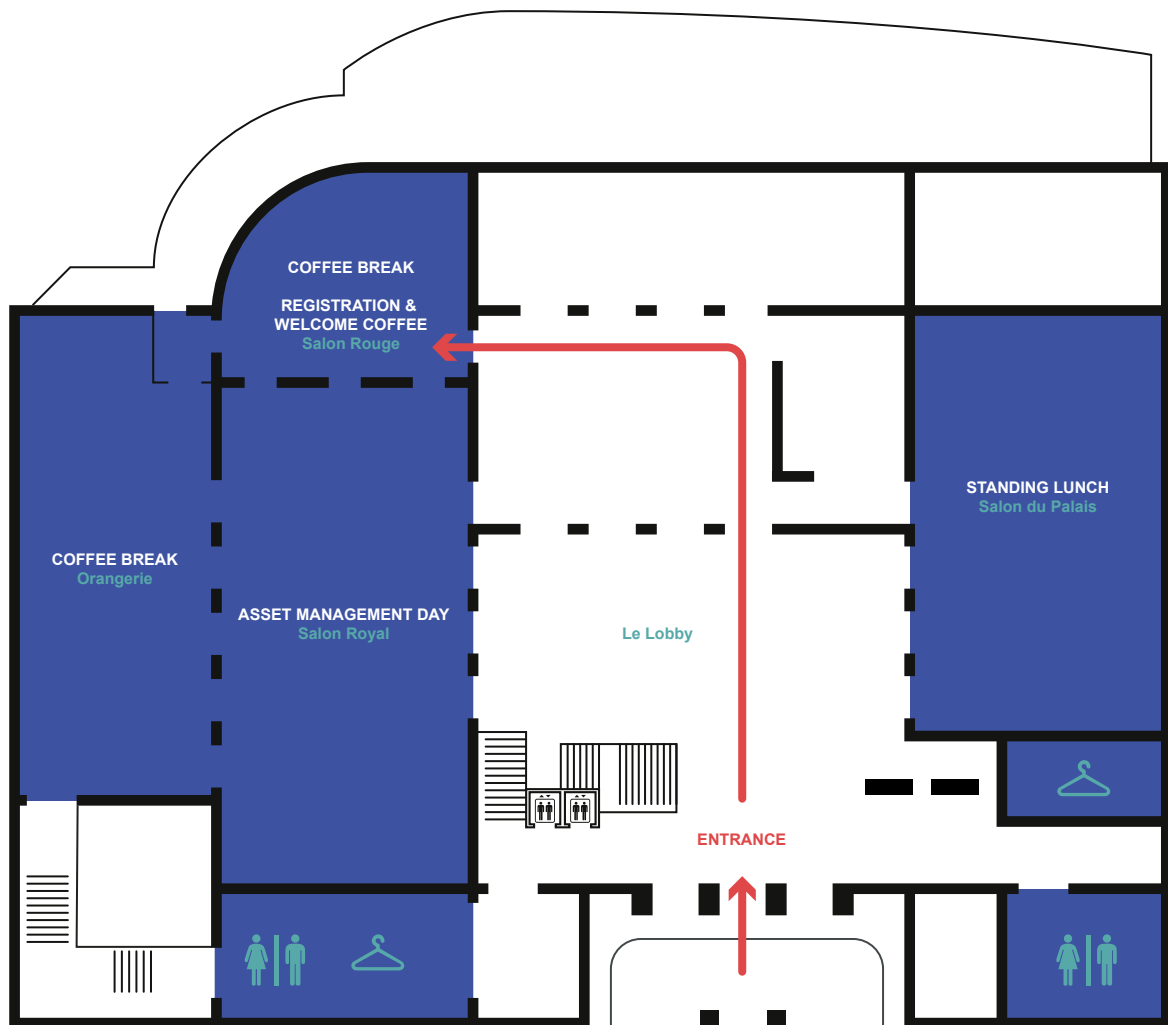 COFFEE BREAK
REGISTRATION &
WELCOME COFFEE
Salon Rouge
STANDING LUNCH
Salon du Palais
COFFEE BREAK
Orangerie
ASSET MANAGEMENT DAY
Salon Royal
Le Lobby
ENTRANCE